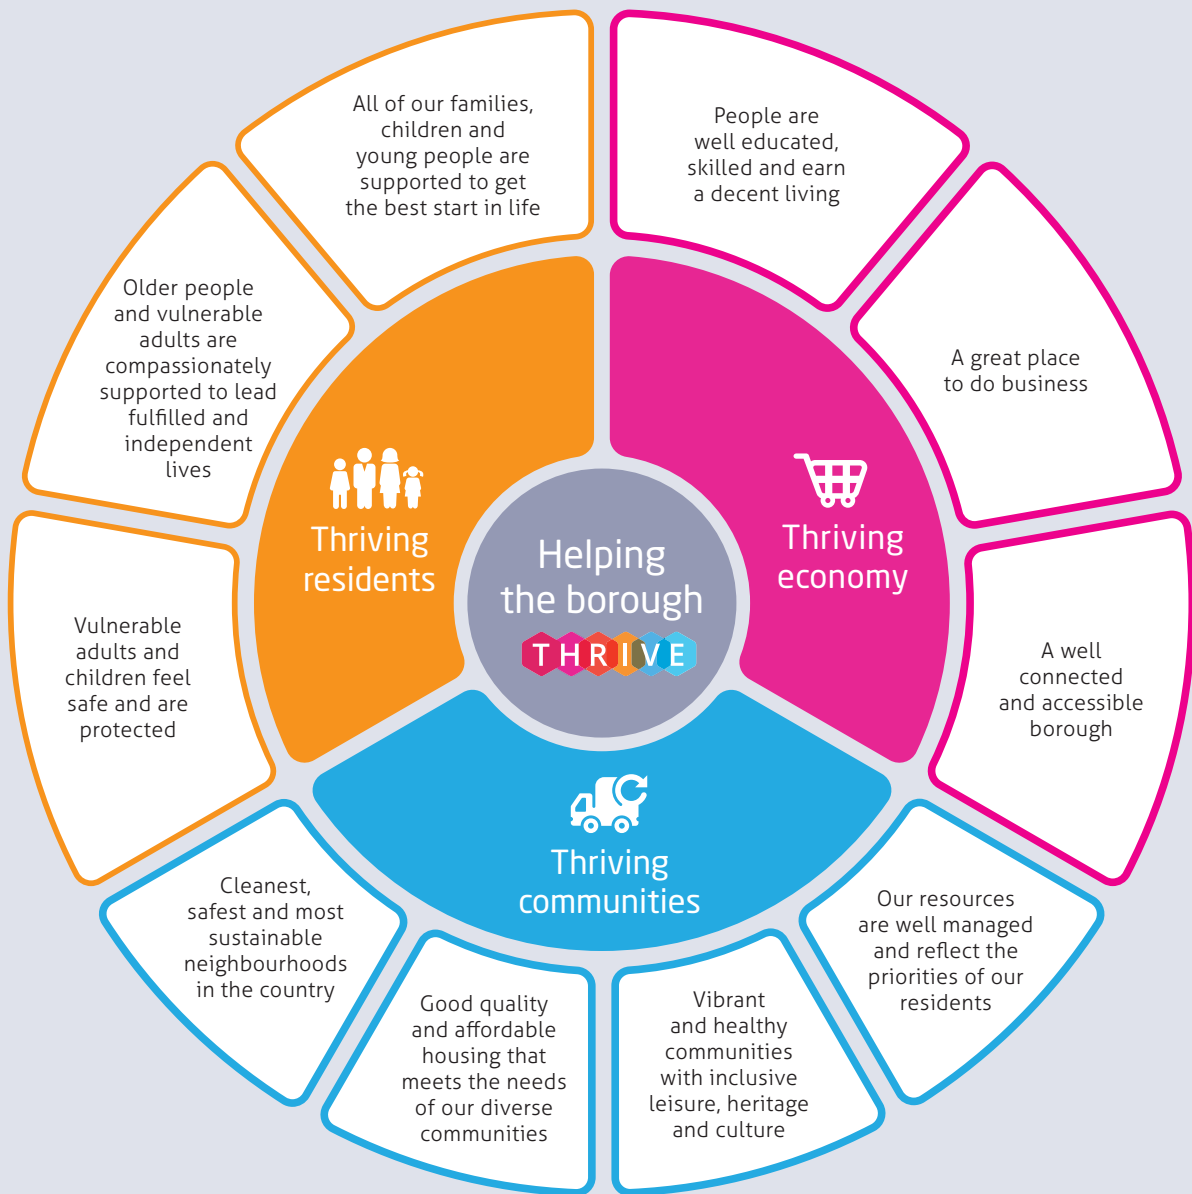 All of our families,
children and
young people are
supported to get
the best start in life
People are
well educated,
skilled and earn
a decent living
Older people
and vulnerable
adults are
compassionately
supported to lead
fulfilled and
independent
lives
A great place
to do business
Thriving
residents
Thriving
economy
Helping
the borough
THRIVE
Vulnerable
adults and
children feel
safe and are
protected
A well
connected
and accessible
borough
Thriving
communities
Cleanest,
safest and most
sustainable
neighbourhoods
in the country
Good quality
and affordable
housing that
meets the needs
of our diverse
communities
Vibrant
and healthy
communities
with inclusive
leisure, heritage
and culture
Our resources
are well managed
and reflect the
priorities of our
residents